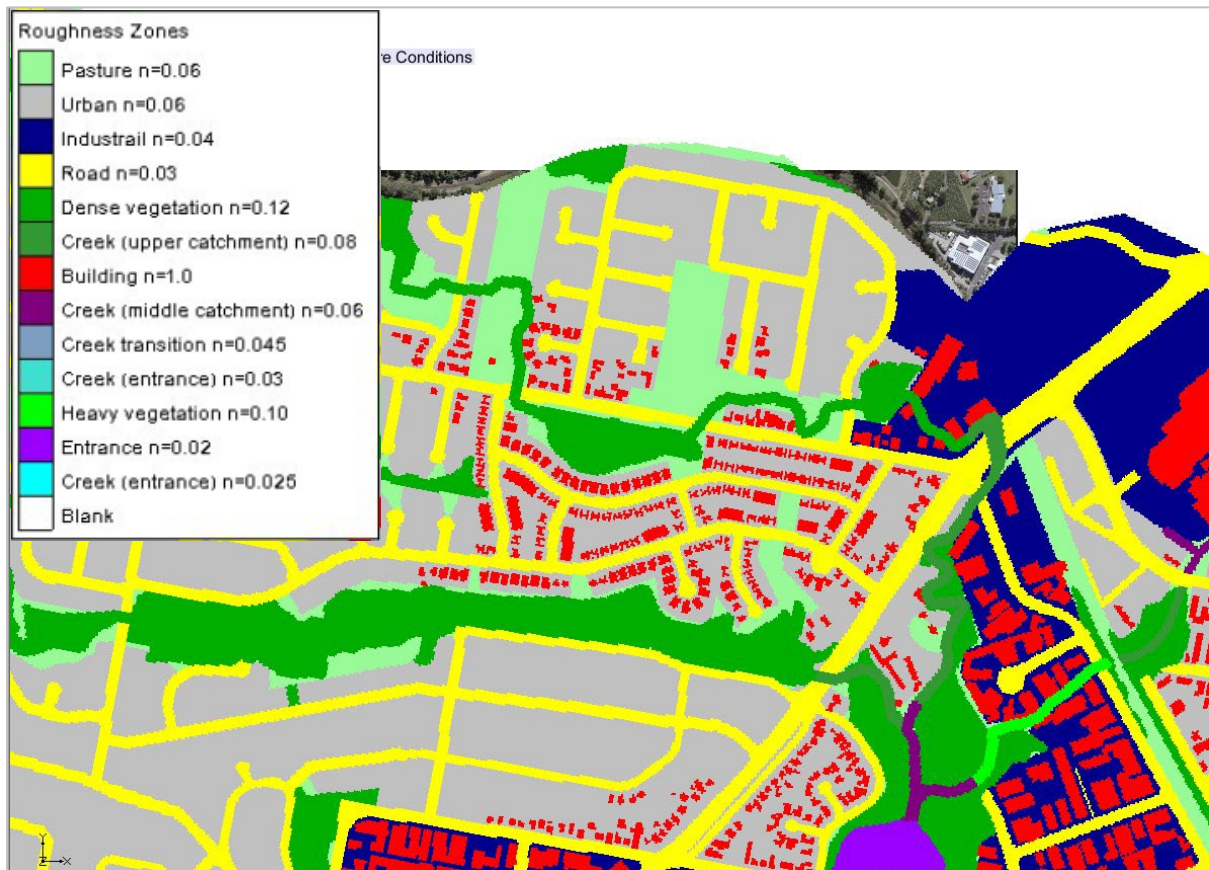 Roughness Zones
re Conditions
Pasture n=0.06
Urban n=0.06
Industrail n=0.04
Road n=0.03
Dense vegetation n=0.12
Creek (upper catchment) n=0.08
Building n=1.0
Creek (middle catchment) n=0.06
Creek transition n=0.045
Creek (entrance) n=0.03
Heavy vegetation n=0.10
Entrance n=0.02
Creek (entrance) n=0.025
Blank
Y
Z
X